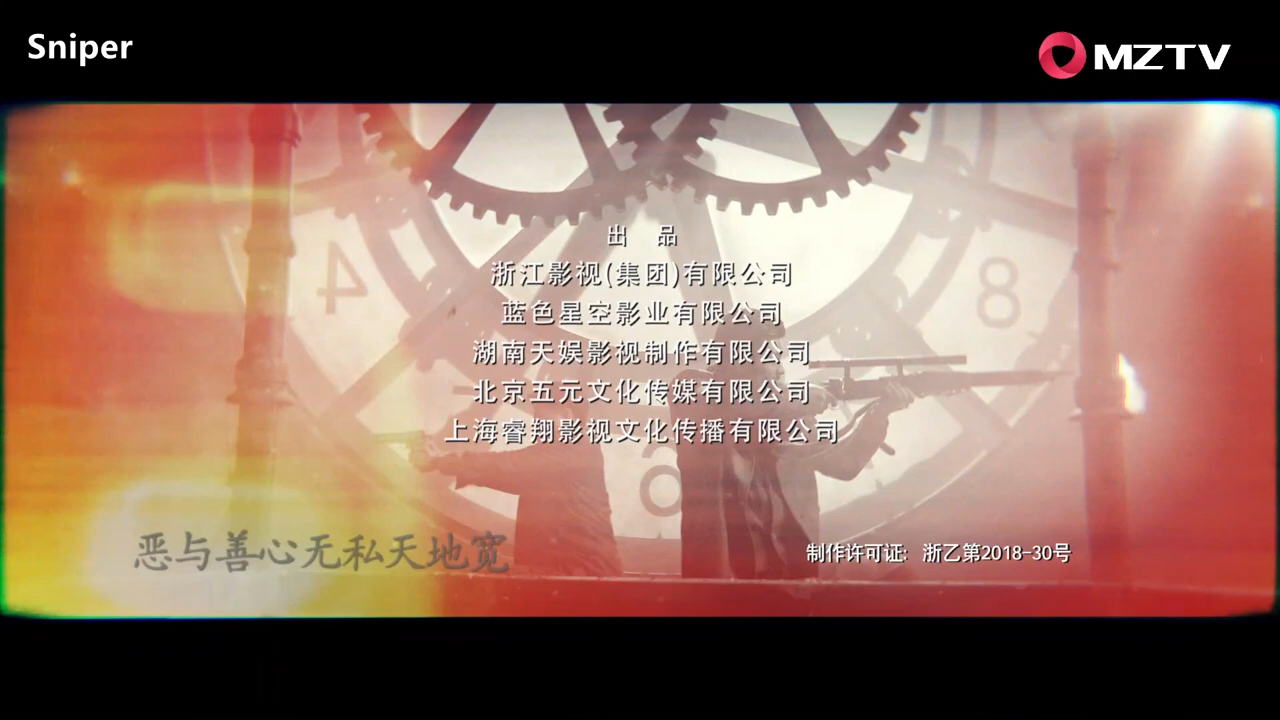 Sniper
MZTV
4
8
出 品
浙江影视(集团)有限公司
蓝色星空影业有限公司
湖南天娱影视制作有限公司
北京五元文化传媒有限公司
上海睿翔影视文化传播有限公司
6
恶与善心无私天地宽
制作许可证: 浙乙第2018-30号